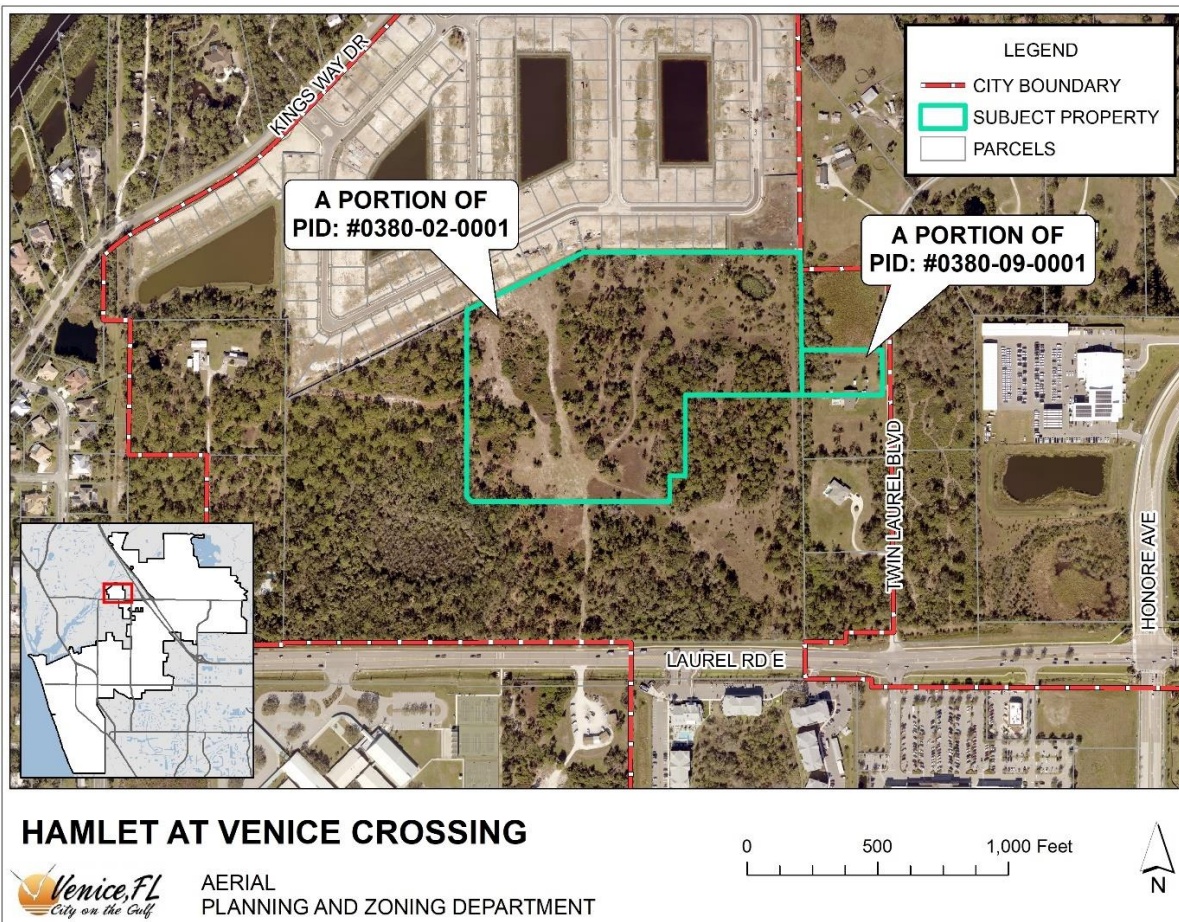 LEGEND
CITY BOUNDARY
SUBJECT PROPERTY
PARCELS
KINGS WAY DR
A PORTION OF
PID: #0380-02-0001
A PORTION OF
PID: #0380-09-0001
TWIN LAUREL BLVD
HONORE AVE
LAUREL RD E
HAMLET AT VENICE CROSSING
0 500 1,000 Feet
N
Venice, FL
City on the Gulf
AERIAL
PLANNING AND ZONING DEPARTMENT